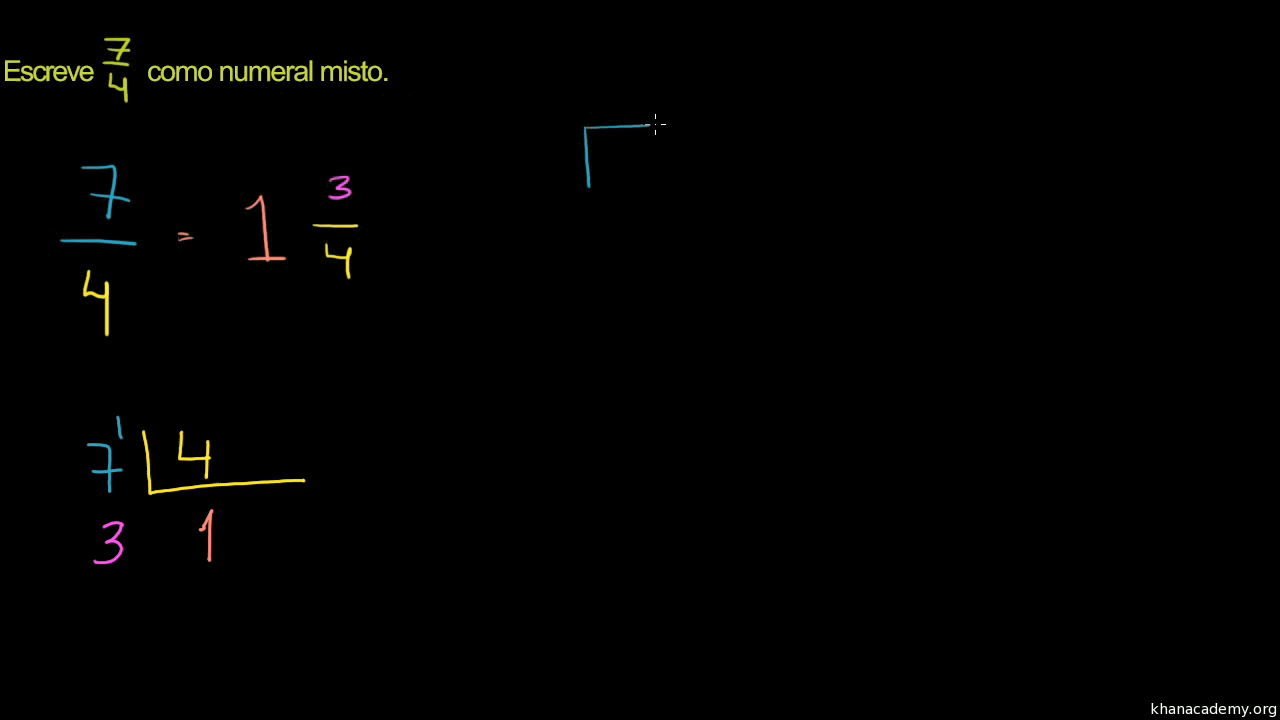 Escreve 7/4 como numeral misto.
7/4 = 1 3/4
7' 4
3 1
khanacademy.org